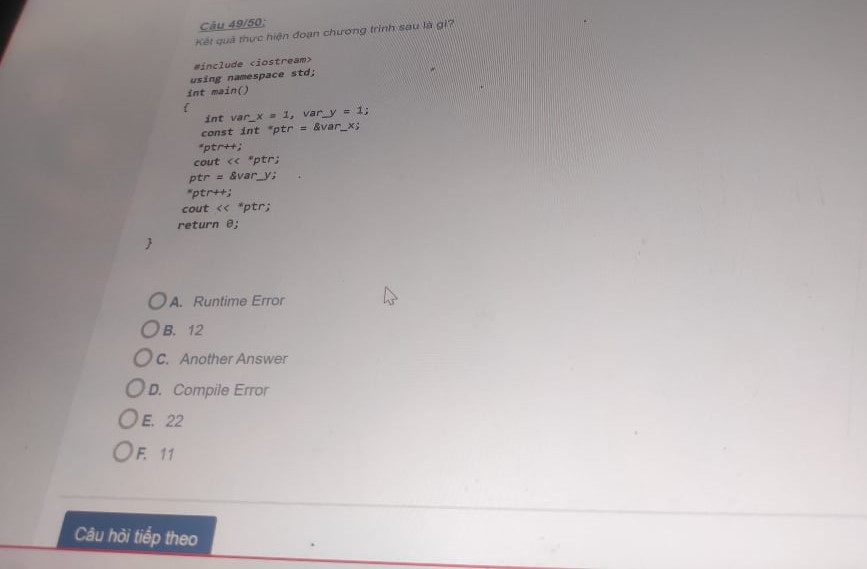 Câu 49/50:
Kết quả thực hiện đoạn chương trình sau là gì?
#include <iostream>
using namespace std;
int main()
{
int var_x = 1, var_y = 1;
const int *ptr = &var_x;
*ptr++;
cout << *ptr;
ptr = &var_y;
*ptr++;
cout << *ptr;
return 0;
}
A. Runtime Error
B. 12
C. Another Answer
D. Compile Error
E. 22
F. 11
Câu hỏi tiếp theo